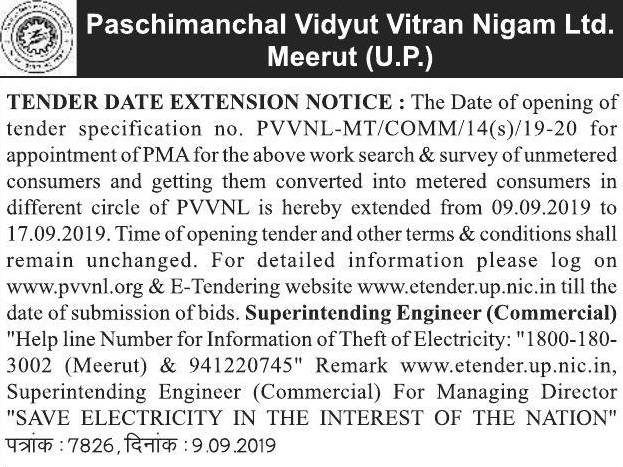 Paschimanchal Vidyut Vitran Nigam Ltd.
Meerut (U.P.)
TENDER DATE EXTENSION NOTICE : The Date of opening of
tender specification no. PVVNL-MT/COMM/14(s)/19-20 for
appointment of PMA for the above work search & survey of unmetered
consumers and getting them converted into metered consumers in
different circle of PVVNL is hereby extended from 09.09.2019 to
17.09.2019. Time of opening tender and other terms & conditions shall
remain unchanged. For detailed information please log on
www.pvvnl.org & E-Tendering website www.etender.up.nic.in till the
date of submission of bids. Superintending Engineer (Commercial)
"Help line Number for Information of Theft of Electricity: "1800-180-
3002 (Meerut) & 941220745" Remark www.etender.up.nic.in,
Superintending Engineer (Commercial) For Managing Director
"SAVE ELECTRICITY IN THE INTEREST OF THE NATION"
पत्रांक : 7826, दिनांक : 9.09.2019